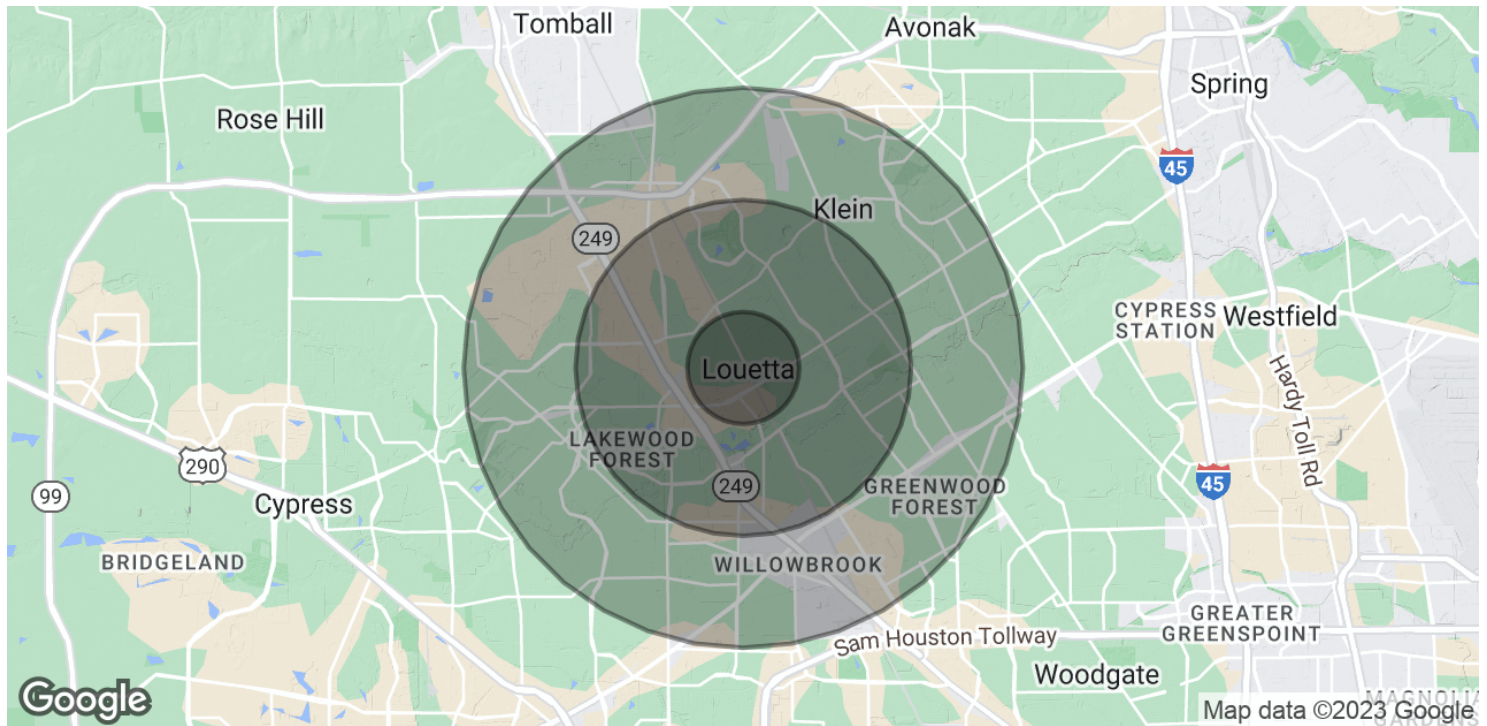 Tomball
Avonak
Spring
Rose Hill
45
Klein
249
CYPRESS
STATION
Westfield
Louetta
Hardy Toll Rd
LAKEWOOD
FOREST
290
249
45
99
Cypress
GREENWOOD
FOREST
BRIDGELAND
WILLOWBROOK
GREATER
GREENSPOINT
Sam Houston Tollway
Woodgate
Google
Map data ©2023 Google